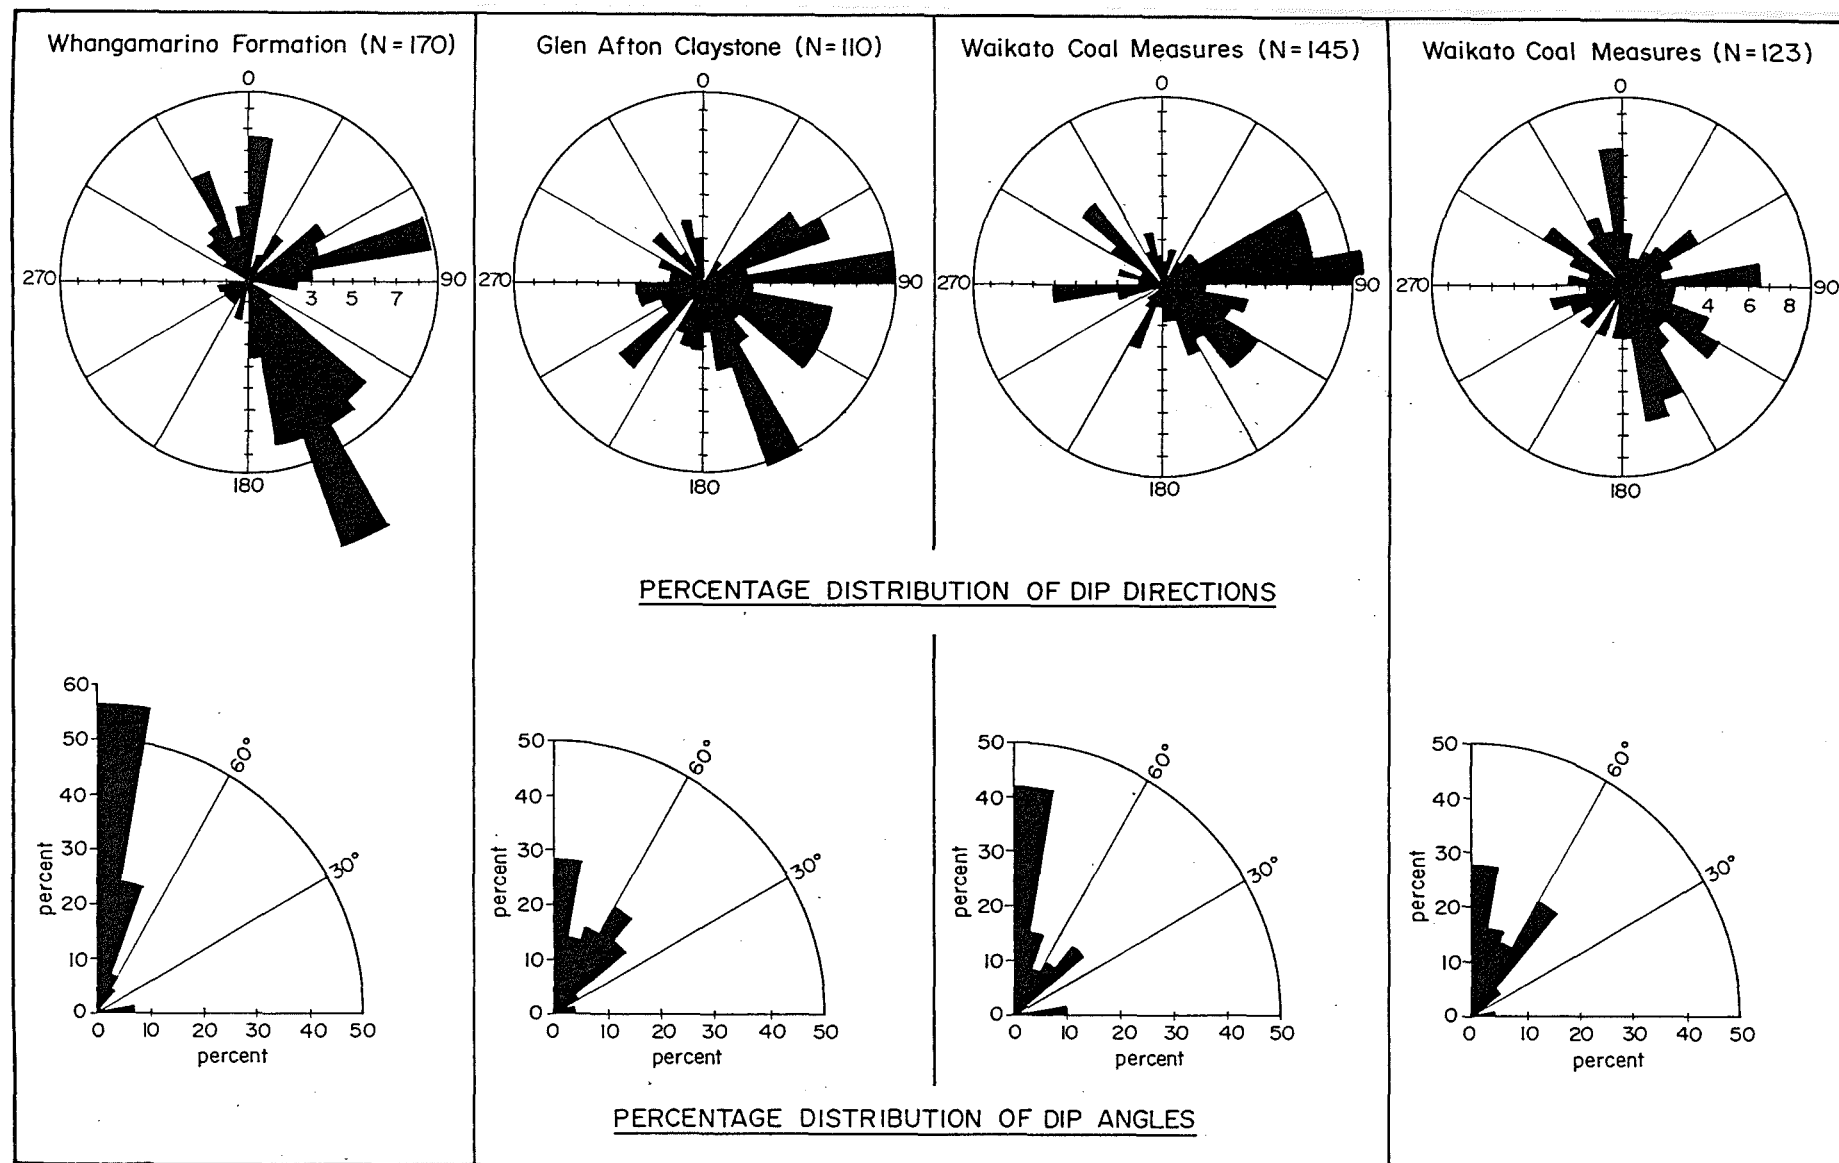 Whangamarino Formation (N=170)
Glen Afton Claystone (N=110)
Waikato Coal Measures (N=145)
Waikato Coal Measures (N=123)
0
0
0
0
270
3 5 7
90
270
90
270
90
270
4 6 8
90
180
180
180
180
PERCENTAGE DISTRIBUTION OF DIP DIRECTIONS
60
50
40
30
20
10
0
percent
60°
30°
0 10 20 30 40 50
percent
50
40
30
20
10
0
percent
60°
30°
0 10 20 30 40 50
percent
50
40
30
20
10
0
percent
60°
30°
0 10 20 30 40 50
percent
50
40
30
20
10
0
percent
60°
30°
0 10 20 30 40 50
percent
PERCENTAGE DISTRIBUTION OF DIP ANGLES